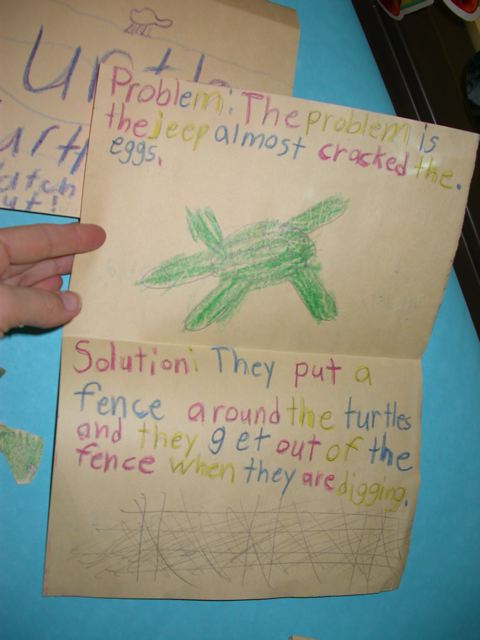 Problem: The problem is
the jeep almost cracked the.
eggs.
Solution: They put a
fence around the turtles
and they get out of the
fence when they are digging.